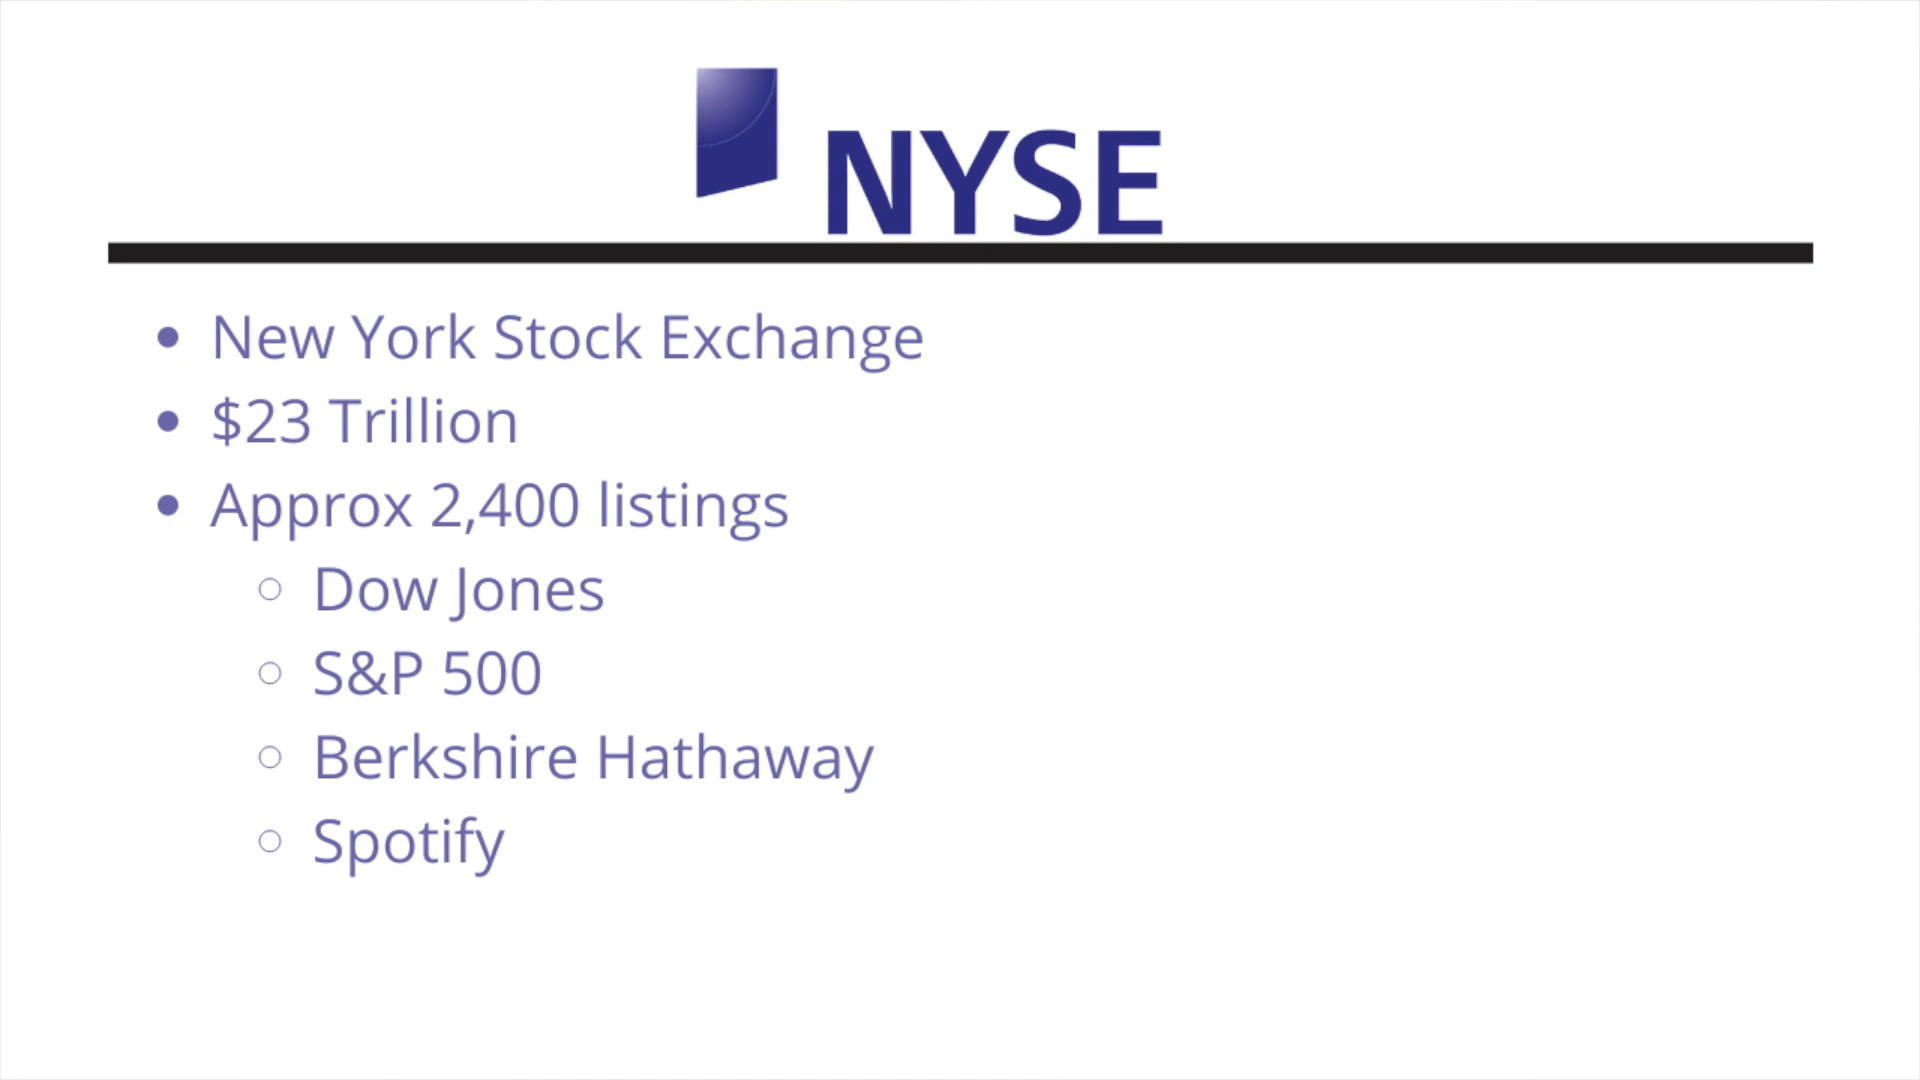 NYSE
New York Stock Exchange
$23 Trillion
Approx 2,400 listings
Dow Jones
S&P 500
Berkshire Hathaway
Spotify